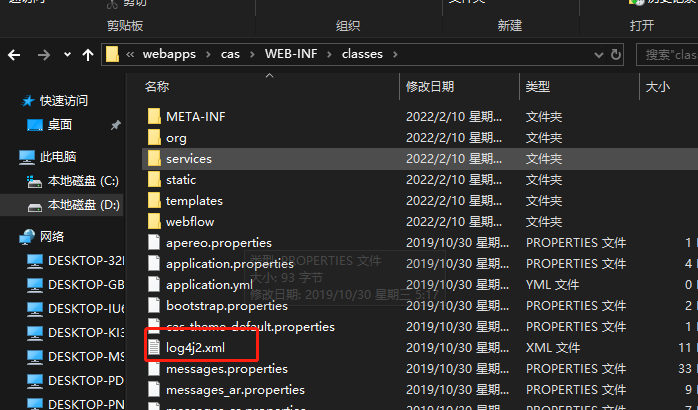 剪切
剪贴板 组织 新建 打开
« webapps › cas › WEB-INF › classes › 搜索"clas
名称 修改日期 类型 大小
快速访问
桌面
此电脑
本地磁盘 (C:)
本地磁盘 (D:)
网络
DESKTOP-32I
DESKTOP-GB
DESKTOP-IU6
DESKTOP-KI3
DESKTOP-MS
DESKTOP-PD
DESKTOP-PN
META-INF 2022/2/10 星期... 文件夹
org 2022/2/10 星期... 文件夹
services 2022/2/10 星期... 文件夹
static 2022/2/10 星期... 文件夹
templates 2022/2/10 星期... 文件夹
webflow 2022/2/10 星期... 文件夹
apereo.properties 2019/10/30 星期... PROPERTIES 文件 1
application.properties 2019/10/30 星期... PROPERTIES 文件 4
application.yml 2019/10/30 星期... YML 文件 1
bootstrap.properties 2019/10/30 星期... PROPERTIES 文件 1
cas-theme-default.properties 2019/10/30 星期... PROPERTIES 文件 1
log4j2.xml 2019/10/30 星期... XML 文件 11
messages.properties 2019/10/30 星期... PROPERTIES 文件 33
messages_ar.properties 2019/10/30 星期... PROPERTIES 文件 9
类型: PROPERTIES 文件
大小: 93 字节
修改日期: 2019/10/30 星期三 5:17